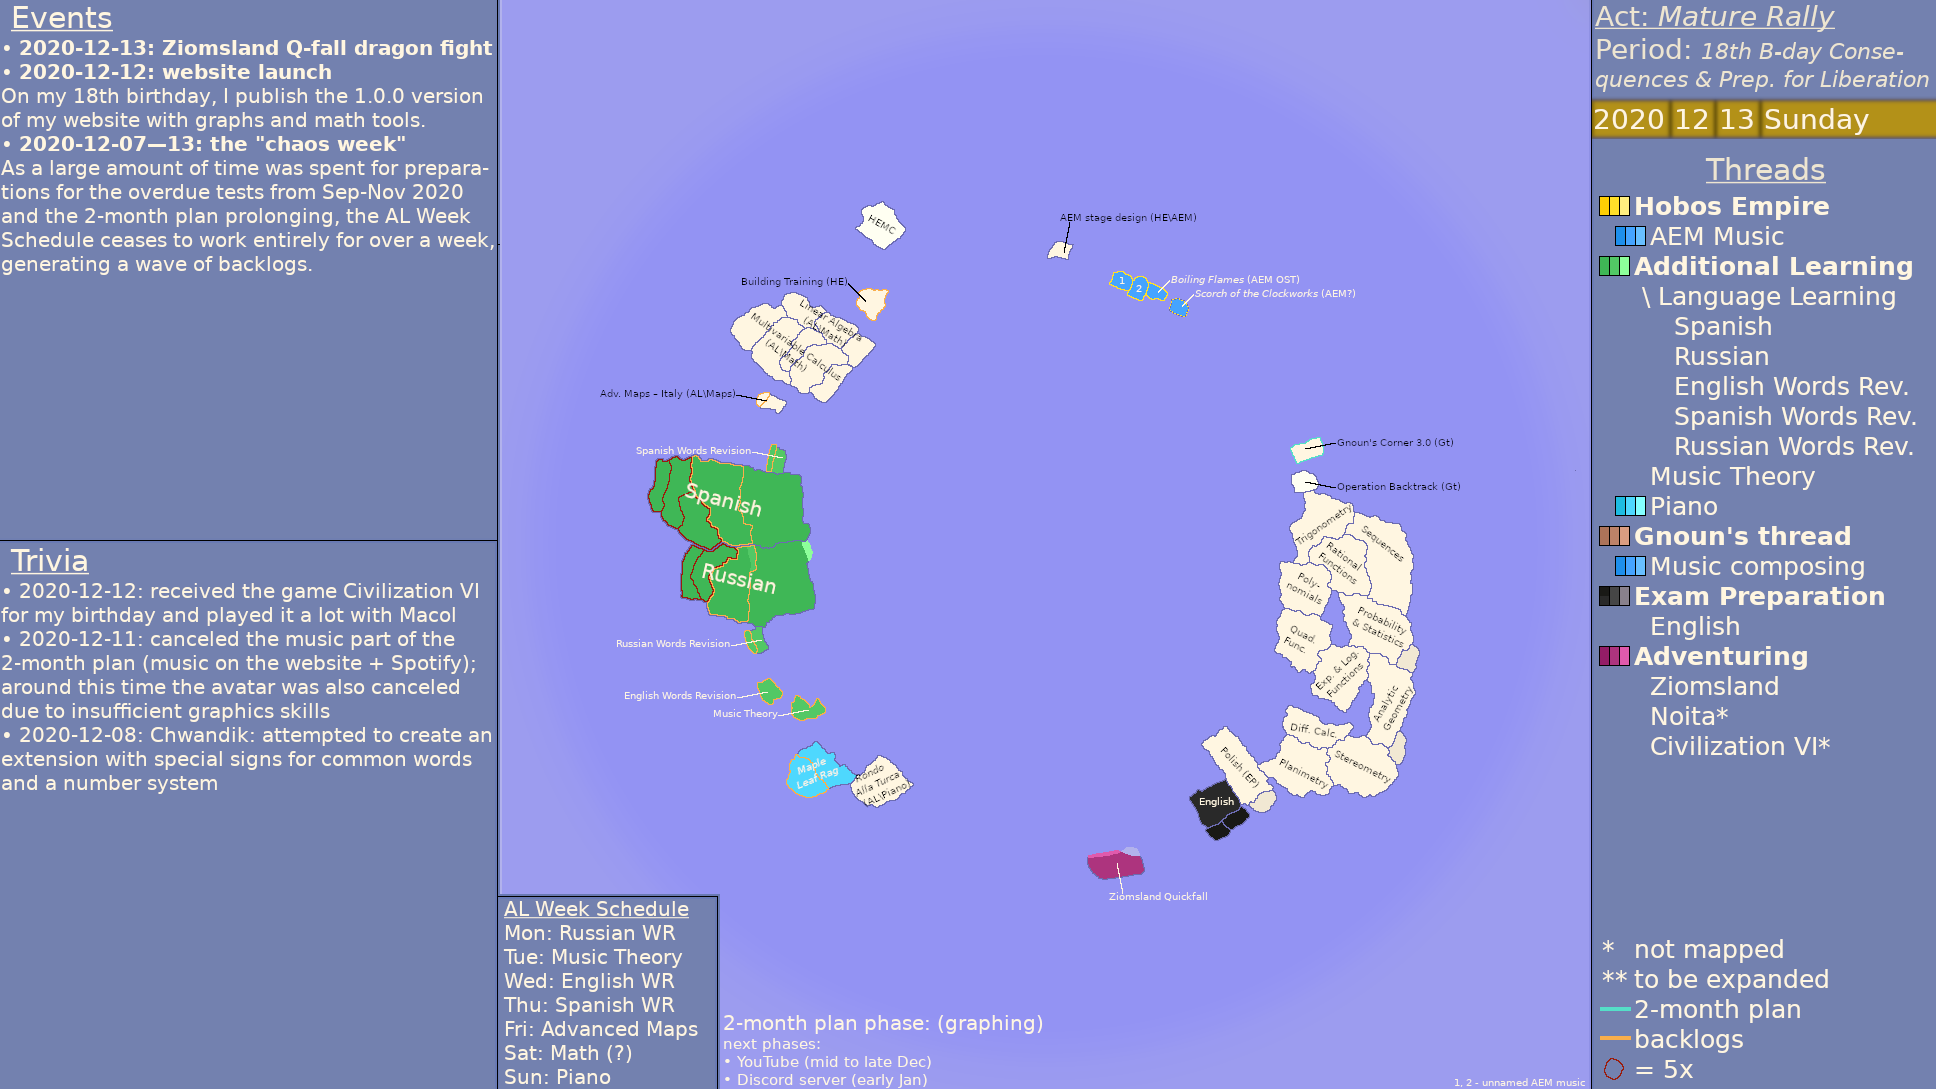 Events
• 2020-12-13: Ziomsland Q-fall dragon fight
• 2020-12-12: website launch
On my 18th birthday, I publish the 1.0.0 version
of my website with graphs and math tools.
• 2020-12-07—13: the "chaos week"
As a large amount of time was spent for prepara-
tions for the overdue tests from Sep-Nov 2020
and the 2-month plan prolonging, the AL Week
Schedule ceases to work entirely for over a week,
generating a wave of backlogs.
Trivia
• 2020-12-12: received the game Civilization VI
for my birthday and played it a lot with Macol
• 2020-12-11: canceled the music part of the
2-month plan (music on the website + Spotify);
around this time the avatar was also canceled
due to insufficient graphics skills
• 2020-12-08: Chwandik: attempted to create an
extension with special signs for common words
and a number system
HEMC
AEM stage design (HE\AEM)
Building Training (HE)
1
2
Boiling Flames (AEM OST)
Scorch of the Clockworks (AEM?)
Linear Algebra
(AL\Math)
Multivariable Calculus
(AL\Math)
Adv. Maps – Italy (AL\Maps)
Spanish Words Revision
Spanish
Russian
Russian Words Revision
English Words Revision
Music Theory
Maple
Leaf Rag
Rondo
Alla Turca
(AL\Piano)
Gnoun's Corner 3.0 (Gt)
Operation Backtrack (Gt)
Trigonometry
Sequences
Rational
Functions
Poly-
nomials
Probability
& Statistics
Quad.
Func.
Exp. & Log.
Functions
Analytic
Geometry
Diff. Calc.
Planimetry
Stereometry
Polish (EP)
English
Ziomsland Quickfall
AL Week Schedule
Mon: Russian WR
Tue: Music Theory
Wed: English WR
Thu: Spanish WR
Fri: Advanced Maps
Sat: Math (?)
Sun: Piano
2-month plan phase: (graphing)
next phases:
• YouTube (mid to late Dec)
• Discord server (early Jan)
1, 2 - unnamed AEM music
Act: Mature Rally
Period: 18th B-day Conse-
quences & Prep. for Liberation
2020 12 13 Sunday
Threads
Hobos Empire
AEM Music
Additional Learning
\ Language Learning
Spanish
Russian
English Words Rev.
Spanish Words Rev.
Russian Words Rev.
Music Theory
Piano
Gnoun's thread
Music composing
Exam Preparation
English
Adventuring
Ziomsland
Noita*
Civilization VI*
* not mapped
** to be expanded
2-month plan
backlogs
= 5x